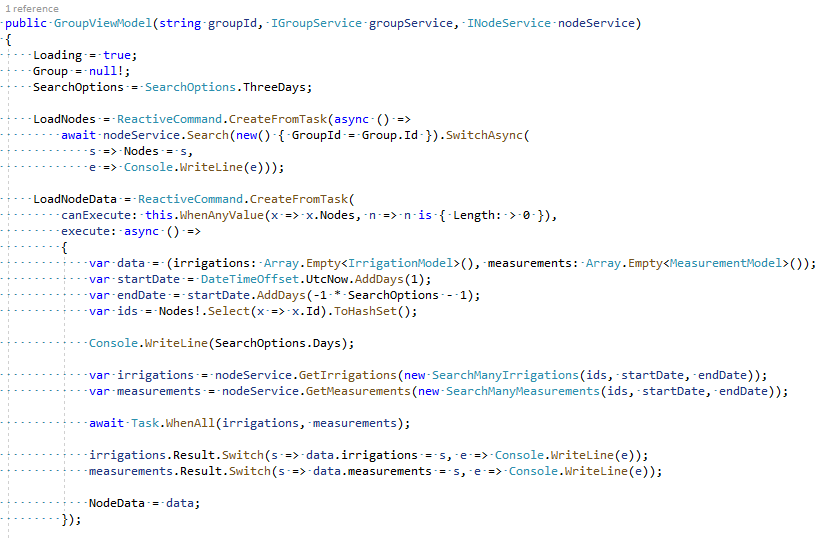 1 reference
public GroupViewModel(string groupId, IGroupService groupService, INodeService nodeService)
{
    Loading = true;
    Group = null!;
    SearchOptions = SearchOptions.ThreeDays;
    LoadNodes = ReactiveCommand.CreateFromTask(async () =>
        await nodeService.Search(new() { GroupId = Group.Id }).SwitchAsync(
            s => Nodes = s,
            e => Console.WriteLine(e)));
    LoadNodeData = ReactiveCommand.CreateFromTask(
        canExecute: this.WhenAnyValue(x => x.Nodes, n => n is { Length: > 0 }),
        execute: async () =>
        {
            var data = (irrigations: Array.Empty<IrrigationModel>(), measurements: Array.Empty<MeasurementModel>());
            var startDate = DateTimeOffset.UtcNow.AddDays(1);
            var endDate = startDate.AddDays(-1 * SearchOptions - 1);
            var ids = Nodes!.Select(x => x.Id).ToHashSet();
            Console.WriteLine(SearchOptions.Days);
            var irrigations = nodeService.GetIrrigations(new SearchManyIrrigations(ids, startDate, endDate));
            var measurements = nodeService.GetMeasurements(new SearchManyMeasurements(ids, startDate, endDate));
            await Task.WhenAll(irrigations, measurements);
            irrigations.Result.Switch(s => data.irrigations = s, e => Console.WriteLine(e));
            measurements.Result.Switch(s => data.measurements = s, e => Console.WriteLine(e));
            NodeData = data;
        });